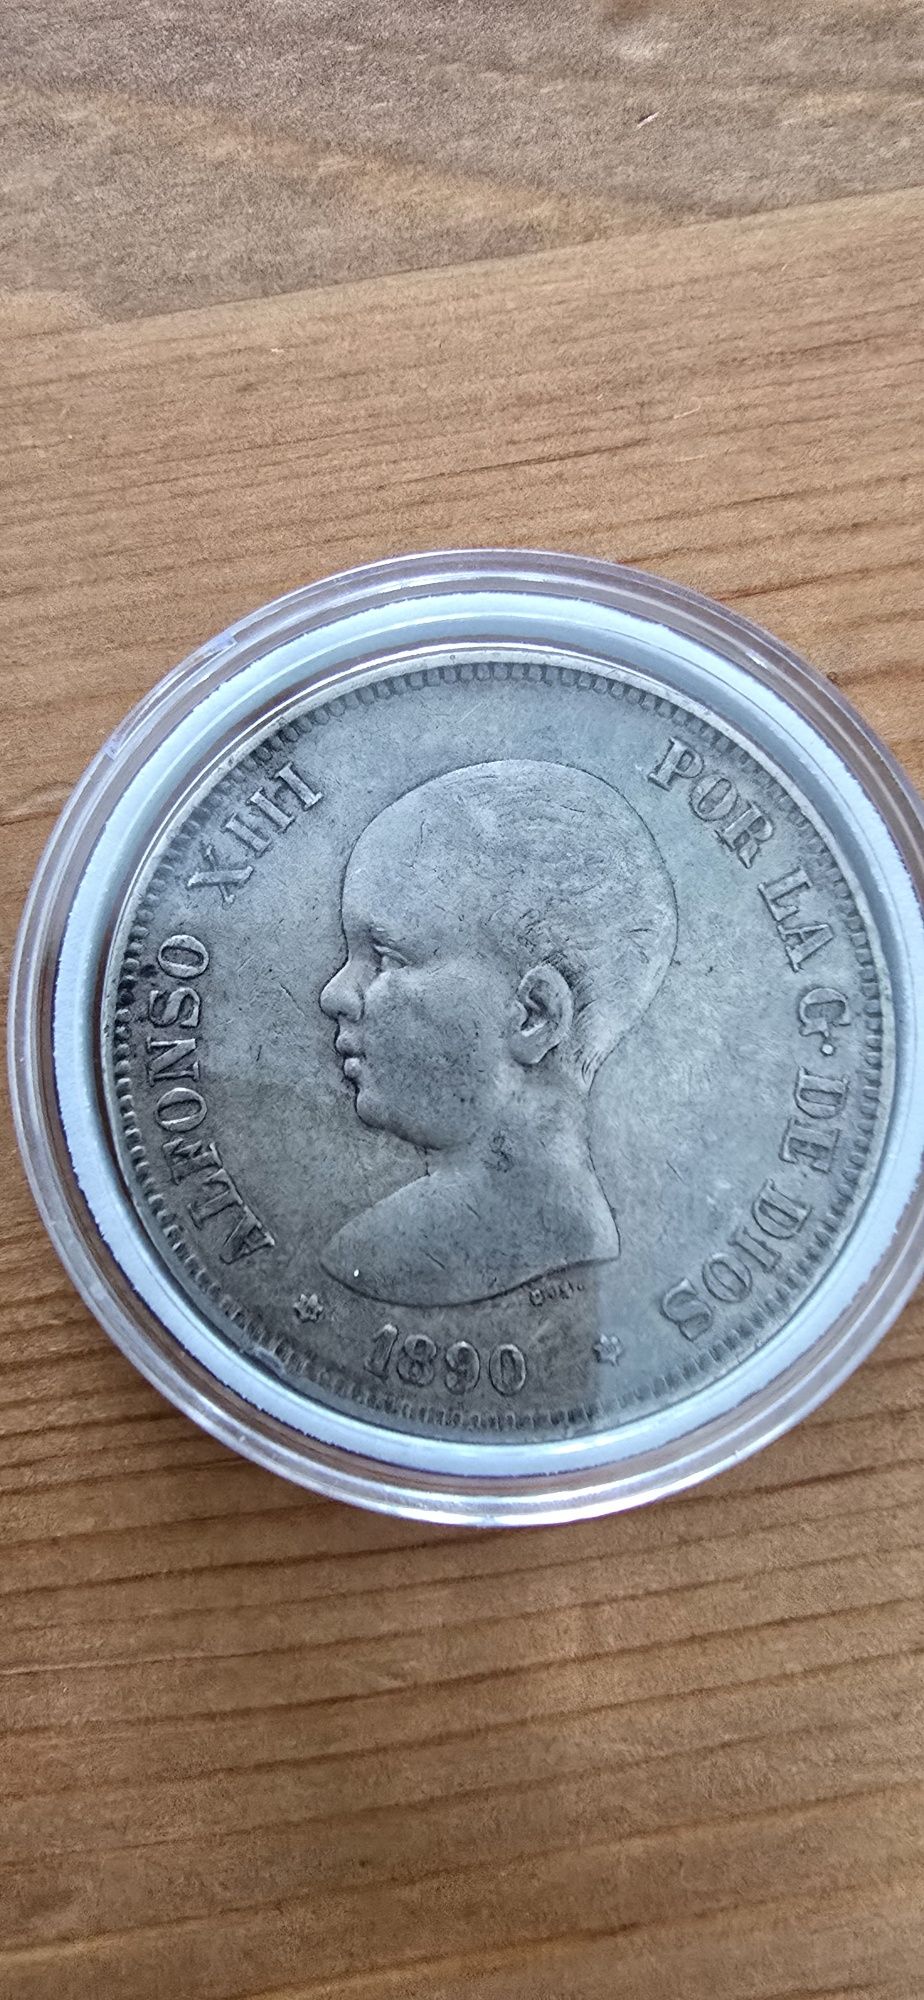 ALFONSO XIII POR LA G. DE DIOS
* 1890 *